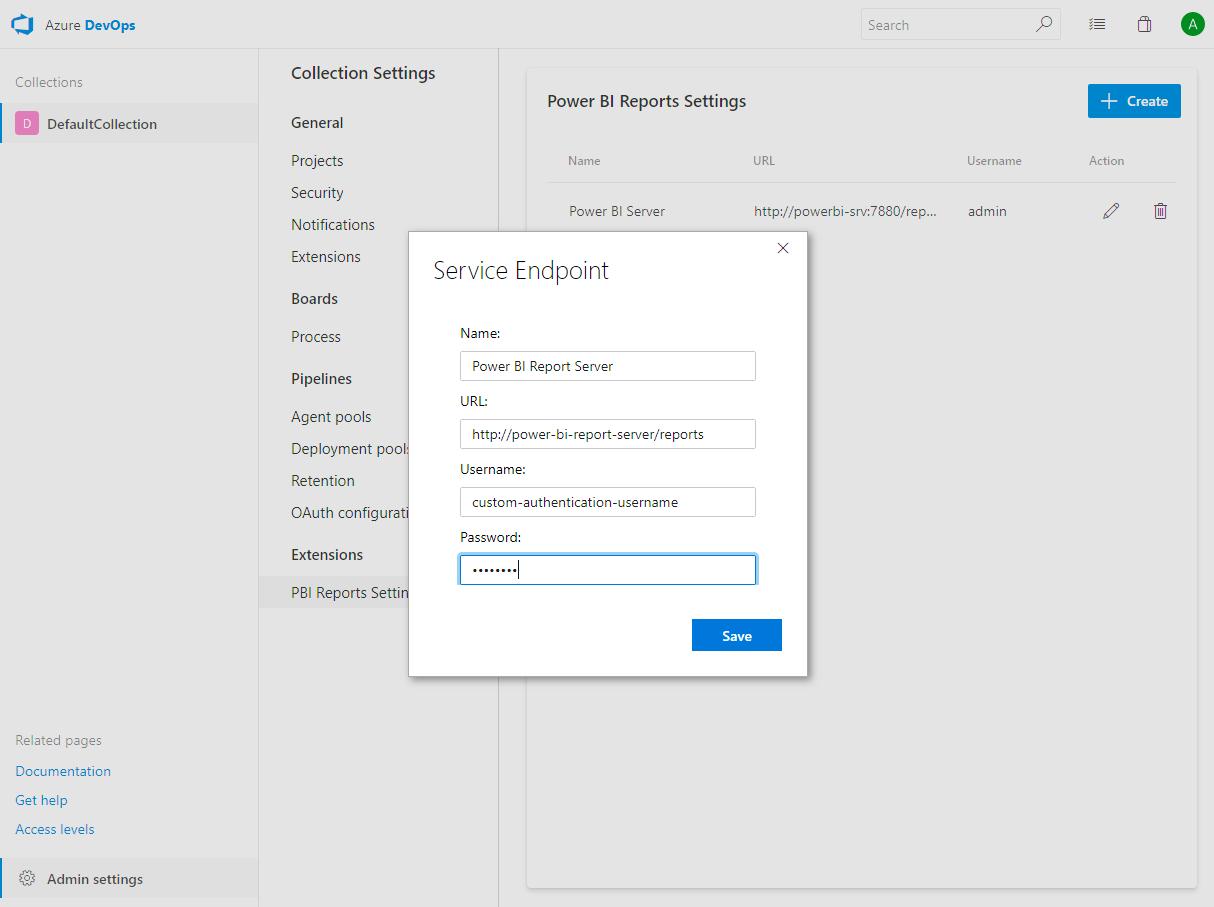 Azure DevOps
Search
A
Collections
D DefaultCollection
Related pages
Documentation
Get help
Access levels
Admin settings
Collection Settings
General
Projects
Security
Notifications
Extensions
Boards
Process
Pipelines
Agent pools
Deployment pools
Retention
OAuth configurati
Extensions
PBI Reports Settin
Power BI Reports Settings
Create
Name URL Username Action
Power BI Server http://powerbi-srv:7880/rep... admin
Service Endpoint
Name:
Power BI Report Server
URL:
http://power-bi-report-server/reports
Username:
custom-authentication-username
Password:
••••••••
Save